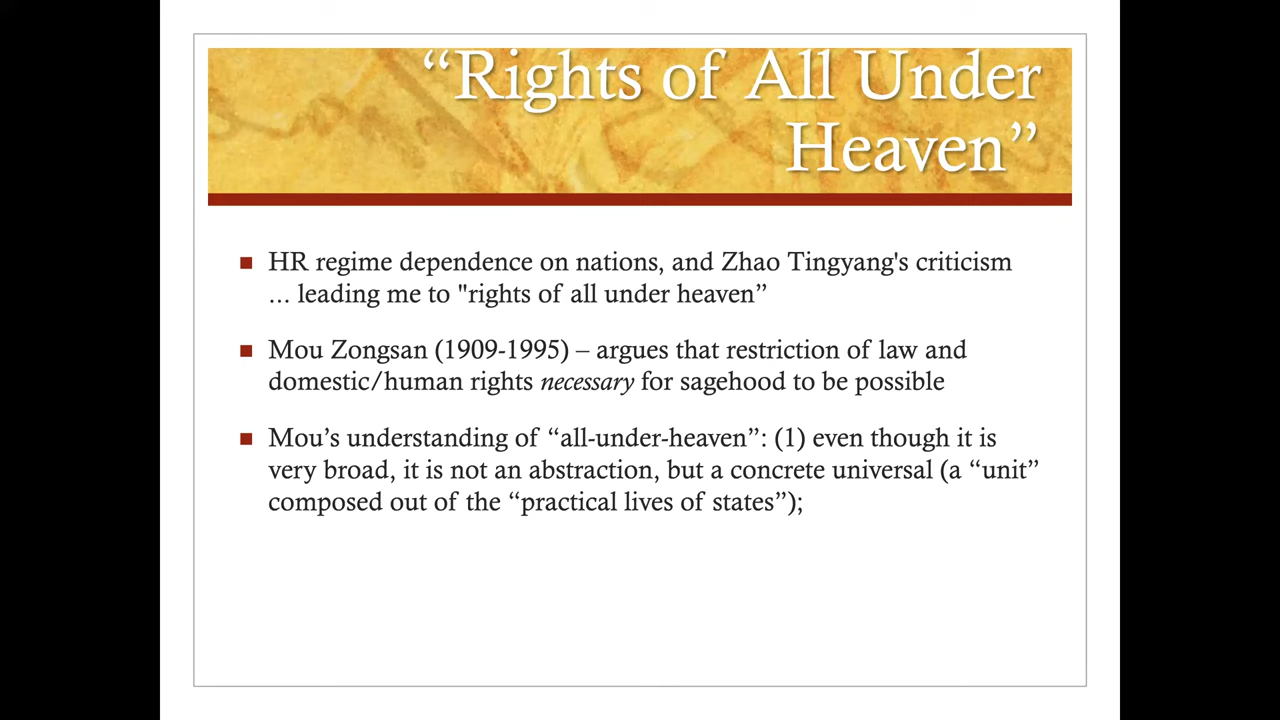 “Rights of All Under
Heaven”
HR regime dependence on nations, and Zhao Tingyang's criticism
... leading me to "rights of all under heaven”
Mou Zongsan (1909-1995) – argues that restriction of law and
domestic/human rights necessary for sagehood to be possible
Mou’s understanding of “all-under-heaven”: (1) even though it is
very broad, it is not an abstraction, but a concrete universal (a “unit”
composed out of the “practical lives of states”);